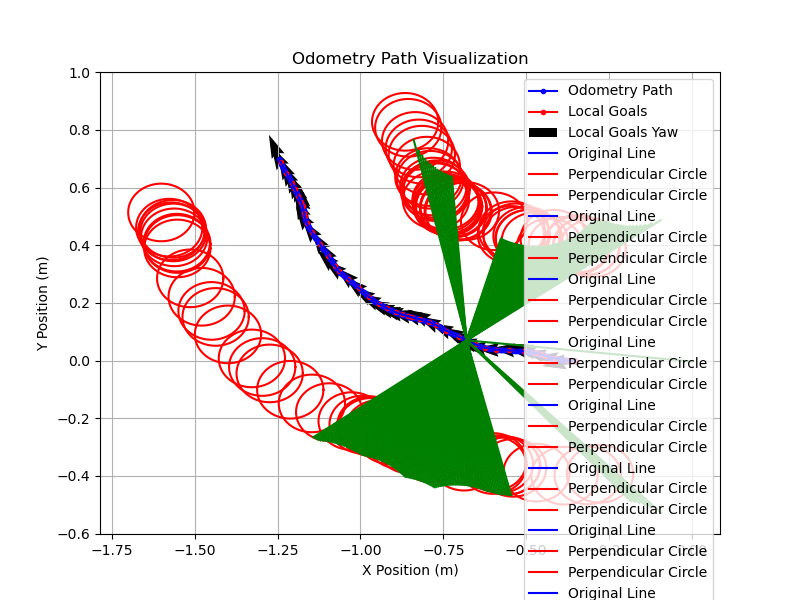 Odometry Path Visualization
1.0
0.8
0.6
0.4
0.2
0.0
−0.2
−0.4
−0.6
Y Position (m)
Odometry Path
Local Goals
Local Goals Yaw
Original Line
Perpendicular Circle
Perpendicular Circle
Original Line
Perpendicular Circle
Perpendicular Circle
Original Line
Perpendicular Circle
Perpendicular Circle
Original Line
Perpendicular Circle
Perpendicular Circle
Original Line
Perpendicular Circle
Perpendicular Circle
Original Line
Perpendicular Circle
Perpendicular Circle
Original Line
Perpendicular Circle
Perpendicular Circle
Original Line
−1.75 −1.50 −1.25 −1.00 −0.75 −0.50
X Position (m)